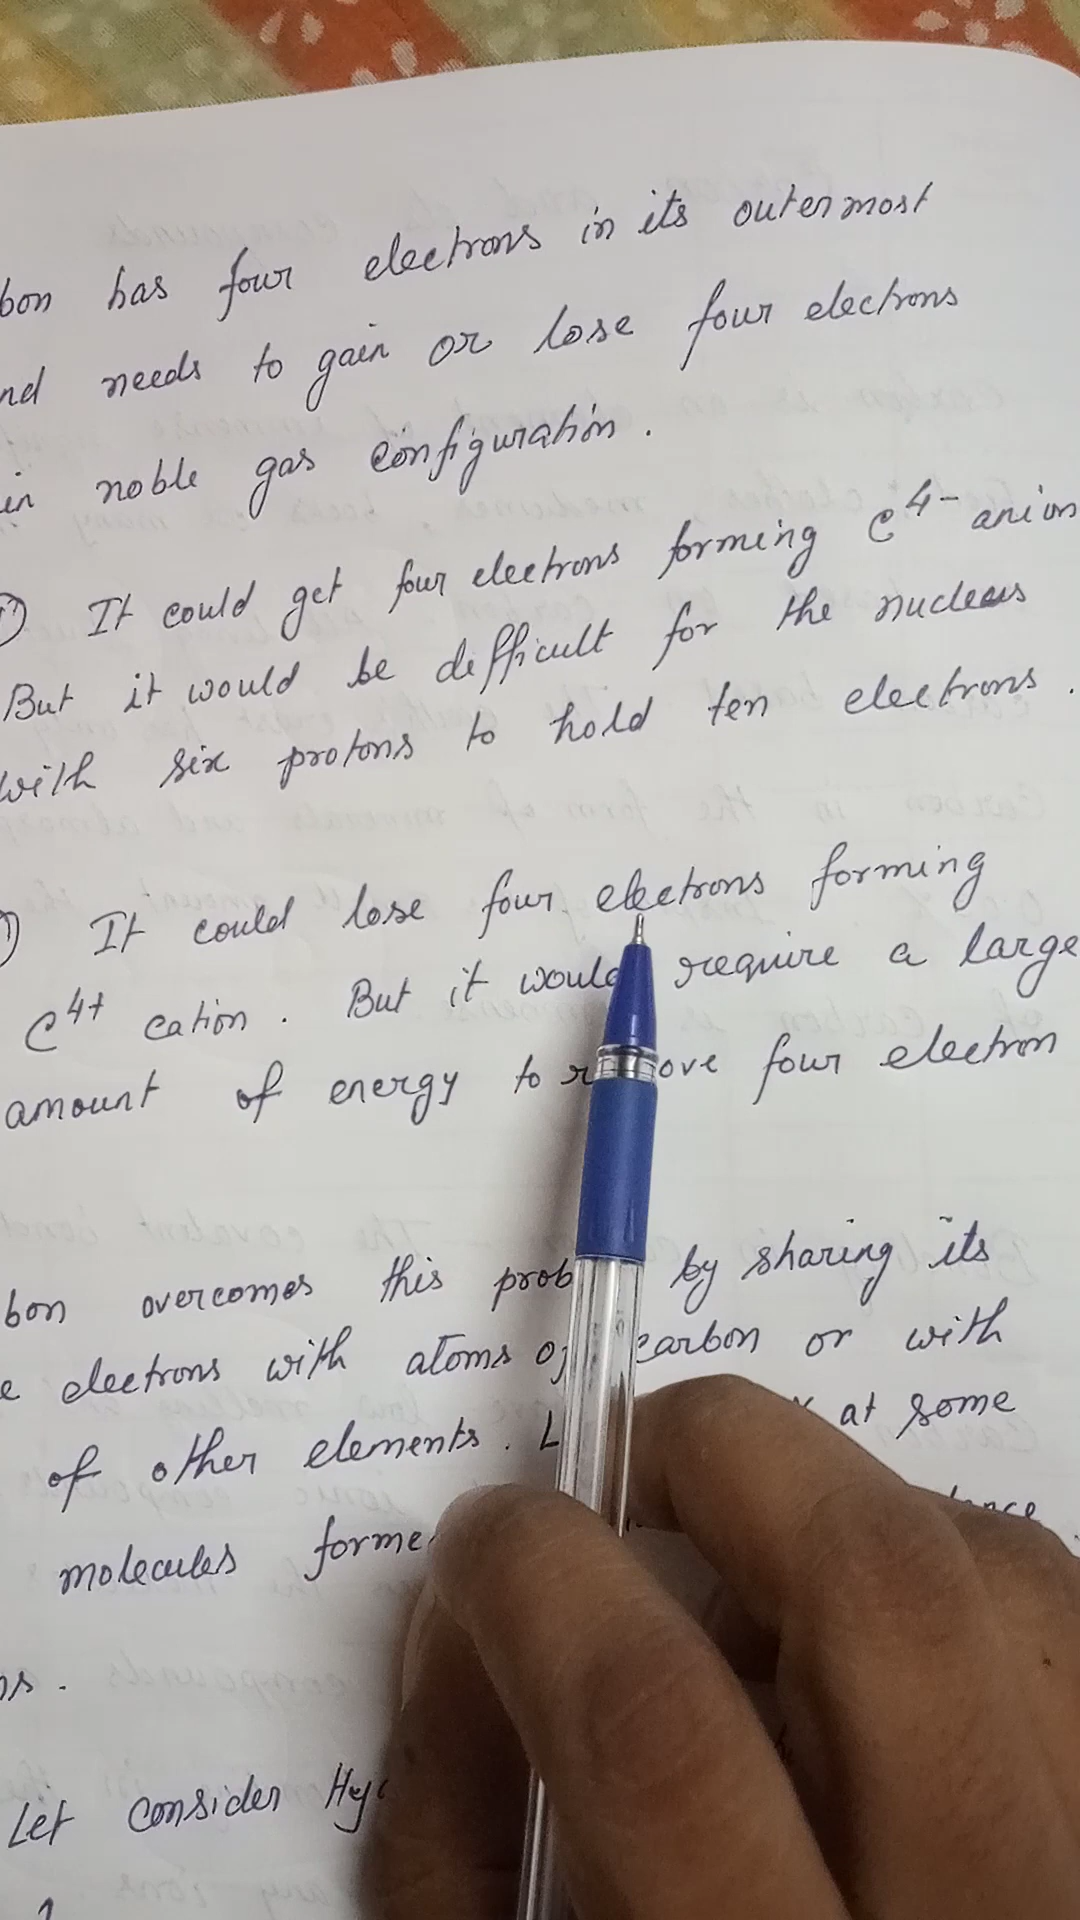 bon has four electrons in its outermost
nd needs to gain or lose four electrons
in noble gas configuration.
It could get four electrons forming C⁴⁻ anion
But it would be difficult for the nucleus
with six protons to hold ten electrons.
It could lose four electrons forming
C⁴⁺ cation. But it would require a large
amount of energy to r ove four electron
bon overcomes this prob by sharing its
e electrons with atoms of carbon or with
of other elements. L at some
molecules forme
ns.
Let consider Hyd